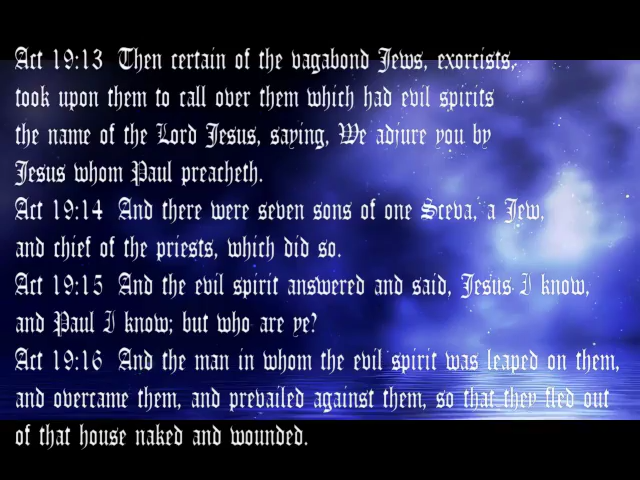 Act 19:13 Then certain of the vagabond Jews, exorcists,
took upon them to call over them which had evil spirits
the name of the Lord Jesus, saying, We adjure you by
Jesus whom Paul preacheth.
Act 19:14 And there were seven sons of one Sceva, a Jew,
and chief of the priests, which did so.
Act 19:15 And the evil spirit answered and said, Jesus I know,
and Paul I know; but who are ye?
Act 19:16 And the man in whom the evil spirit was leaped on them,
and overcame them, and prevailed against them, so that they fled out
of that house naked and wounded.